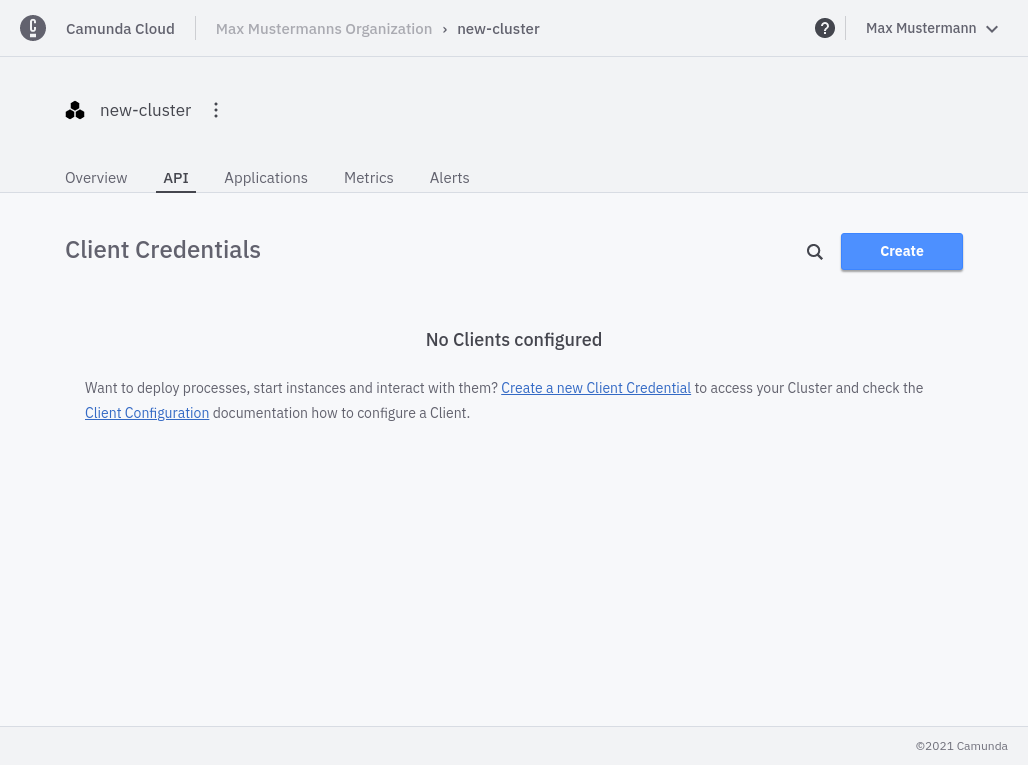 Camunda Cloud Max Mustermanns Organization › new-cluster ? Max Mustermann
new-cluster
Overview API Applications Metrics Alerts
Client Credentials Create
No Clients configured
Want to deploy processes, start instances and interact with them? Create a new Client Credential to access your Cluster and check the
Client Configuration documentation how to configure a Client.
©2021 Camunda